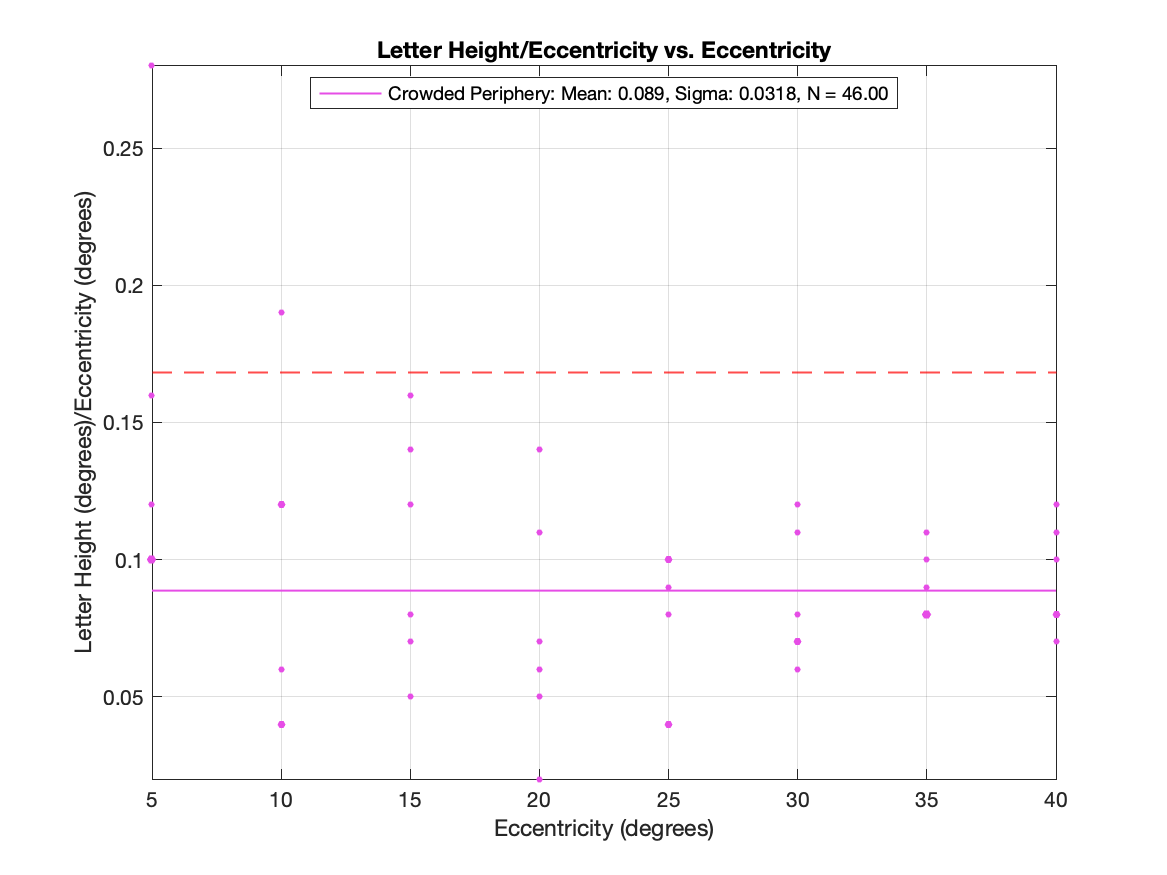 Letter Height/Eccentricity vs. Eccentricity
Crowded Periphery: Mean: 0.089, Sigma: 0.0318, N = 46.00
0.25
0.2
0.15
0.1
0.05
Letter Height (degrees)/Eccentricity (degrees)
5 10 15 20 25 30 35 40
Eccentricity (degrees)